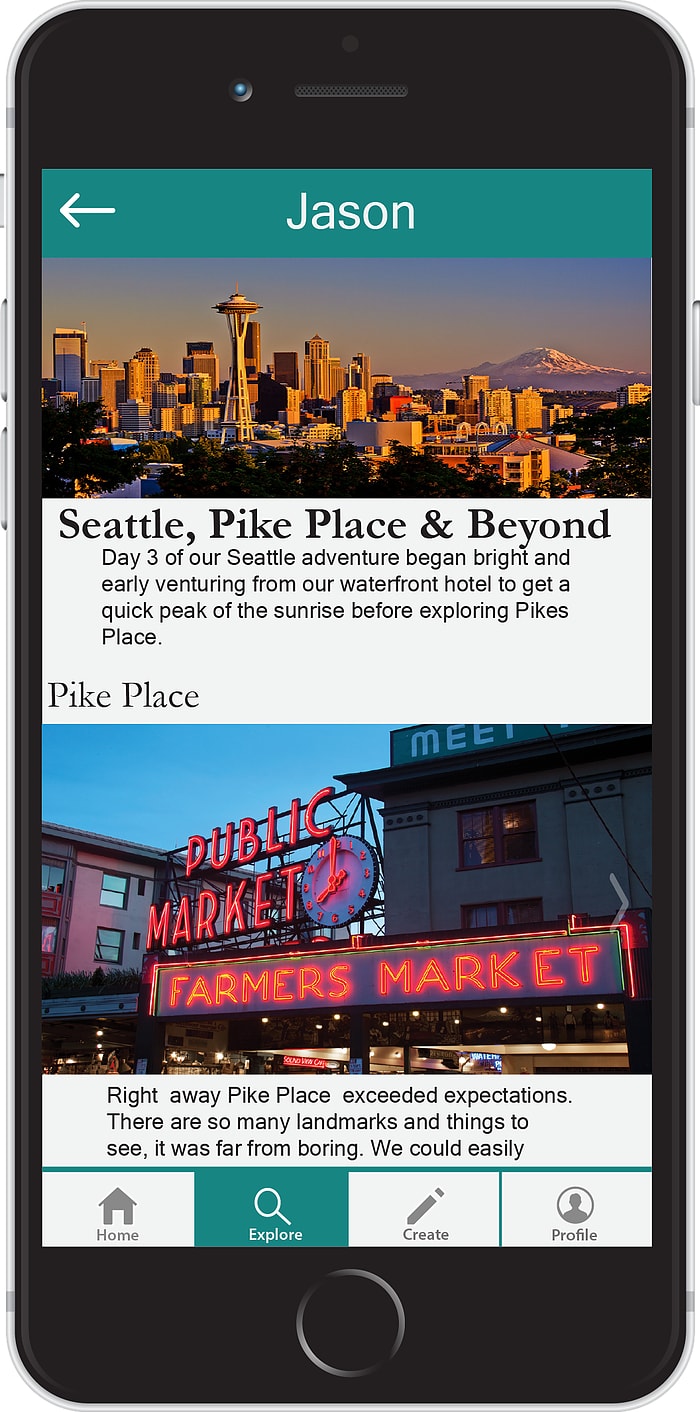 Jason
Seattle, Pike Place & Beyond
Day 3 of our Seattle adventure began bright and
early venturing from our waterfront hotel to get a
quick peak of the sunrise before exploring Pikes
Place.
Pike Place
MEET
PUBLIC
MARKET
FARMERS MARKET
SOUND VIEW CAFE
Right away Pike Place exceeded expectations.
There are so many landmarks and things to
see, it was far from boring. We could easily
Home
Explore
Create
Profile